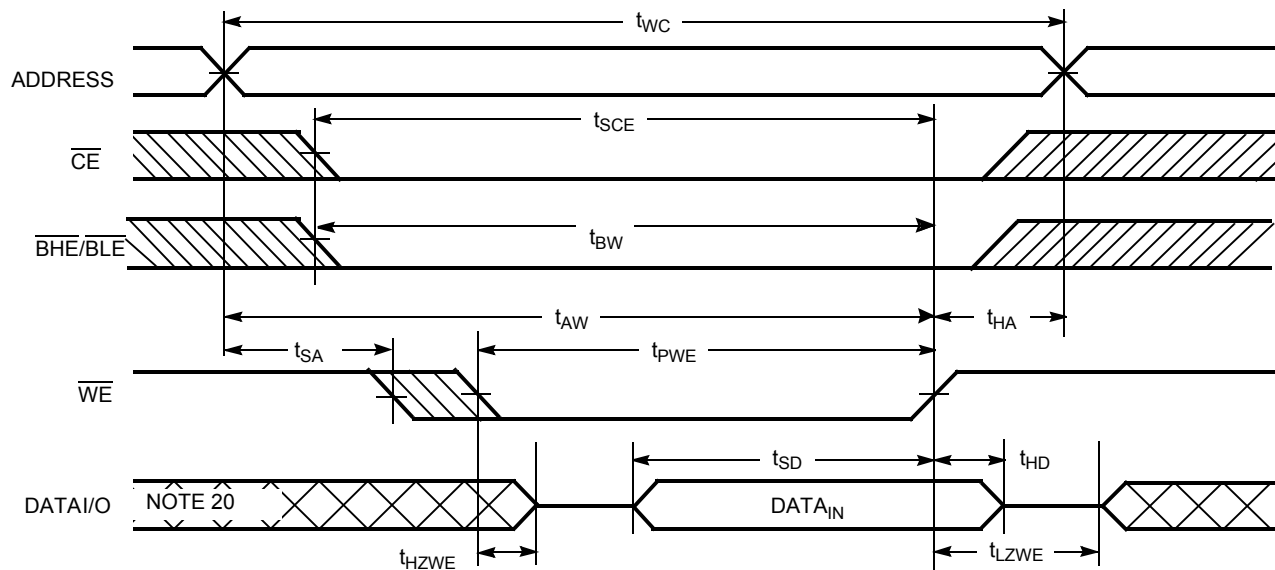 tWC
ADDRESS
tSCE
CE
BHE/BLE
tBW
tAW
tHA
tSA
tPWE
WE
tSD
tHD
DATAI/O
NOTE 20
DATAIN
tHZWE
tLZWE